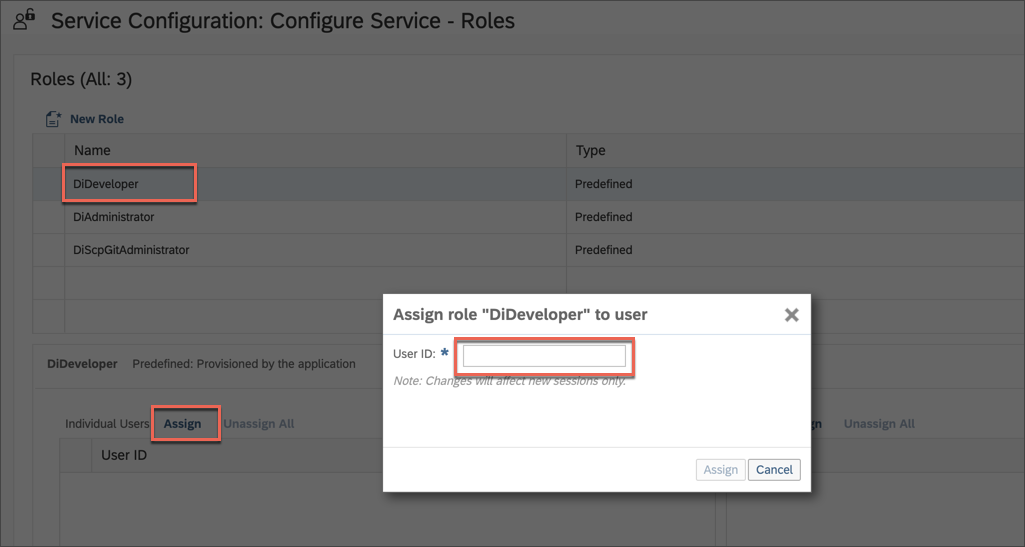 Service Configuration: Configure Service - Roles
Roles (All: 3)
New Role
Name Type
DiDeveloper Predefined
DiAdministrator Predefined
DiScpGitAdministrator Predefined
Assign role "DiDeveloper" to user
User ID: *
Note: Changes will affect new sessions only.
DiDeveloper Predefined: Provisioned by the application
Individual Users Assign Unassign All Unassign All
User ID
Assign Cancel